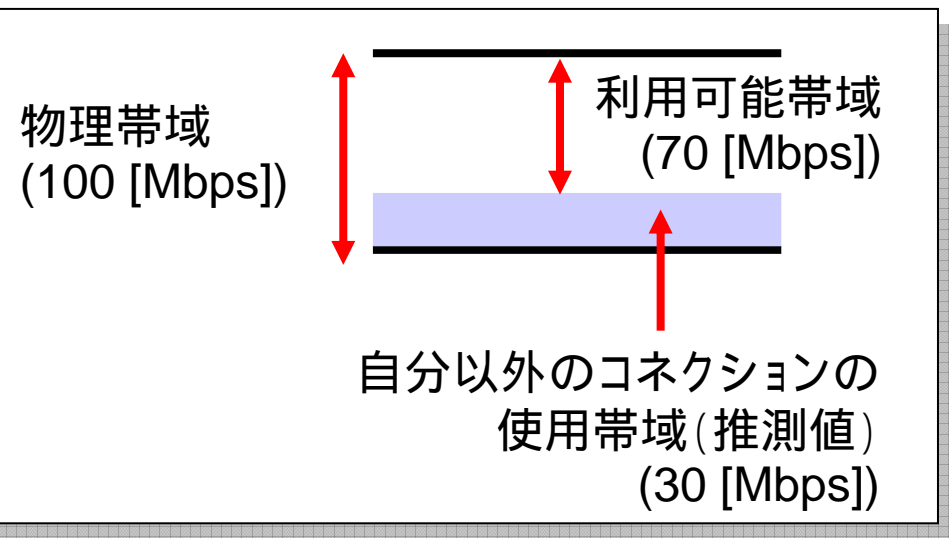 物理帯域
(100 [Mbps])
利用可能帯域
(70 [Mbps])
自分以外のコネクションの
使用帯域(推測値)
(30 [Mbps])